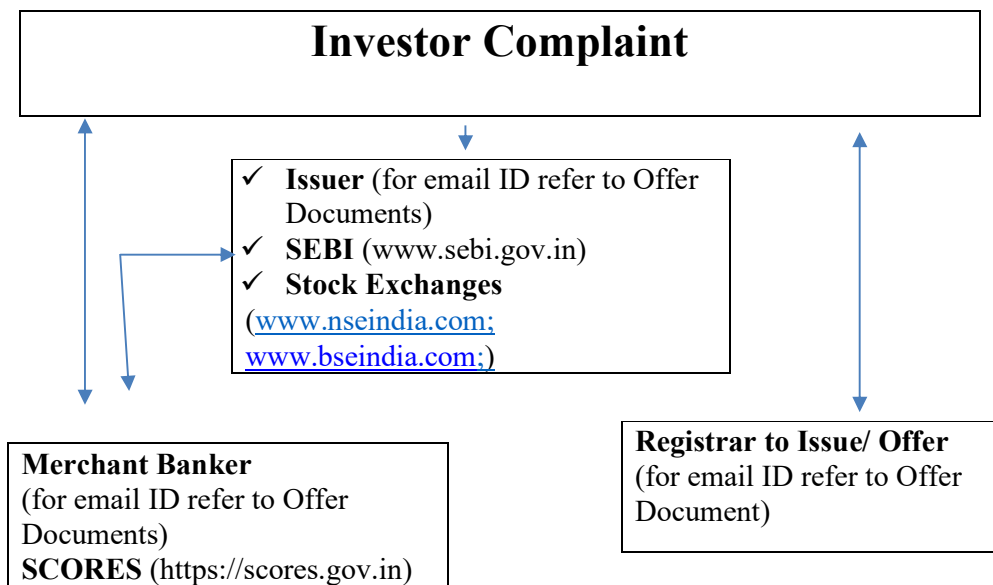 Investor Complaint
✓ Issuer (for email ID refer to Offer
Documents)
✓ SEBI (www.sebi.gov.in)
✓ Stock Exchanges
(www.nseindia.com;
www.bseindia.com;)
Merchant Banker
(for email ID refer to Offer
Documents)
SCORES (https://scores.gov.in)
Registrar to Issue/ Offer
(for email ID refer to Offer
Document)